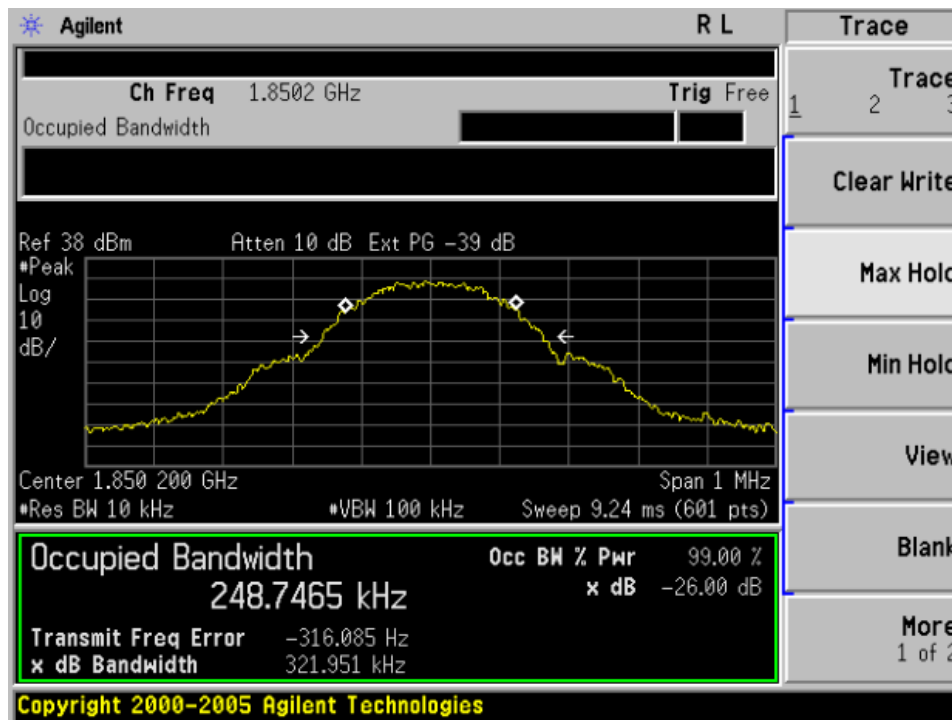 Agilent R L Trace
Ch Freq 1.8502 GHz Trig Free
Trace
1 2 3
Occupied Bandwidth
Clear Write
Ref 38 dBm Atten 10 dB Ext PG -39 dB
#Peak
Log
10
dB/
Max Hold
Min Hold
View
Center 1.850 200 GHz Span 1 MHz
#Res BW 10 kHz #VBW 100 kHz Sweep 9.24 ms (601 pts)
Blank
Occupied Bandwidth Occ BW % Pwr 99.00 %
248.7465 kHz x dB -26.00 dB
Transmit Freq Error -316.085 Hz
x dB Bandwidth 321.951 kHz
More
1 of 2
Copyright 2000-2005 Agilent Technologies